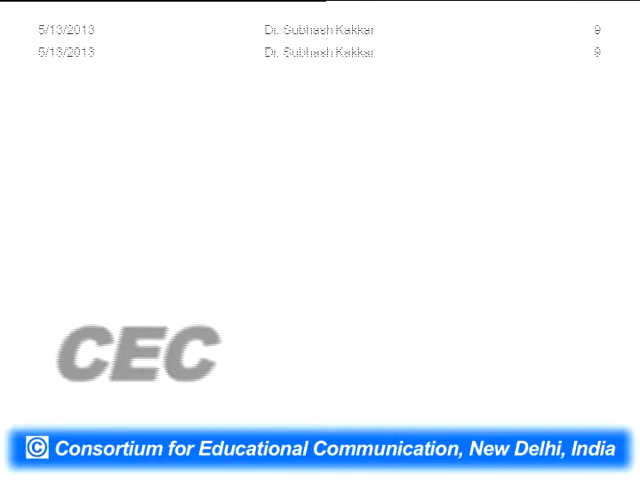 5/13/2013 Dr. Subhash Kakkar 9
5/13/2013 Dr. Subhash Kakkar 9
CEC
© Consortium for Educational Communication, New Delhi, India